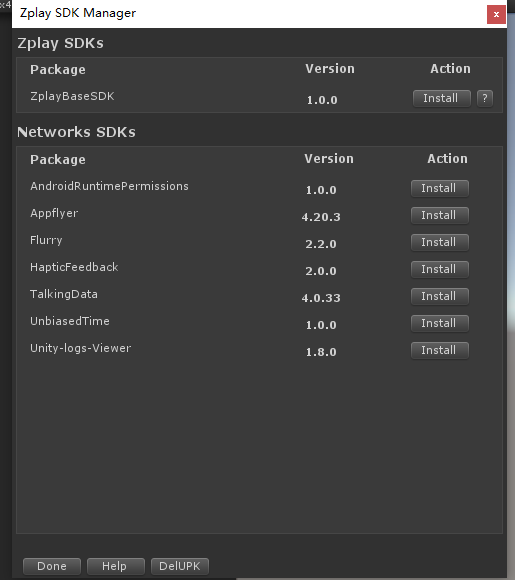 x4
Zplay SDK Manager
x
Zplay SDKs
Package Version Action
ZplayBaseSDK 1.0.0 Install ?
Networks SDKs
Package Version Action
AndroidRuntimePermissions 1.0.0 Install
Appflyer 4.20.3 Install
Flurry 2.2.0 Install
HapticFeedback 2.0.0 Install
TalkingData 4.0.33 Install
UnbiasedTime 1.0.0 Install
Unity-logs-Viewer 1.8.0 Install
Done Help DelUPK